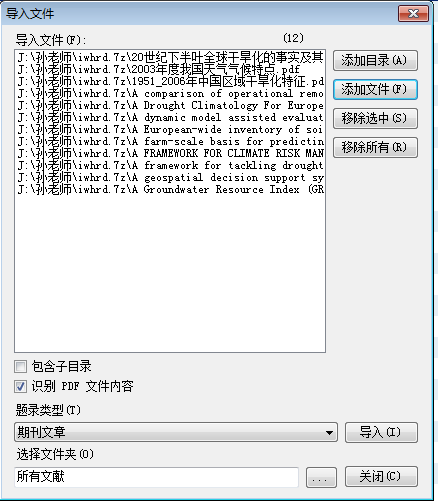 导入文件
导入文件(F):
(12)
J:\孙老师\iwhrd.7z\20世纪下半叶全球干旱化的事实及其
J:\孙老师\iwhrd.7z\2003年度我国天气气候特点.pdf
J:\孙老师\iwhrd.7z\1951_2006年中国区域干旱化特征.pd
J:\孙老师\iwhrd.7z\A comparison of operational remo
J:\孙老师\iwhrd.7z\A Drought Climatology For Europe
J:\孙老师\iwhrd.7z\A dynamic model assisted evaluat
J:\孙老师\iwhrd.7z\A European-wide inventory of soi
J:\孙老师\iwhrd.7z\A farm-scale basis for predictin
J:\孙老师\iwhrd.7z\A FRAMEWORK FOR CLIMATE RISK MAN
J:\孙老师\iwhrd.7z\A framework for tackling drought
J:\孙老师\iwhrd.7z\A geospatial decision support sy
J:\孙老师\iwhrd.7z\A Groundwater Resource Index (GR
添加目录(A)
添加文件(F)
移除选中(S)
移除所有(R)
包含子目录
识别 PDF 文件内容
题录类型(T)
期刊文章
导入(I)
选择文件夹(O)
所有文献
...
关闭(C)